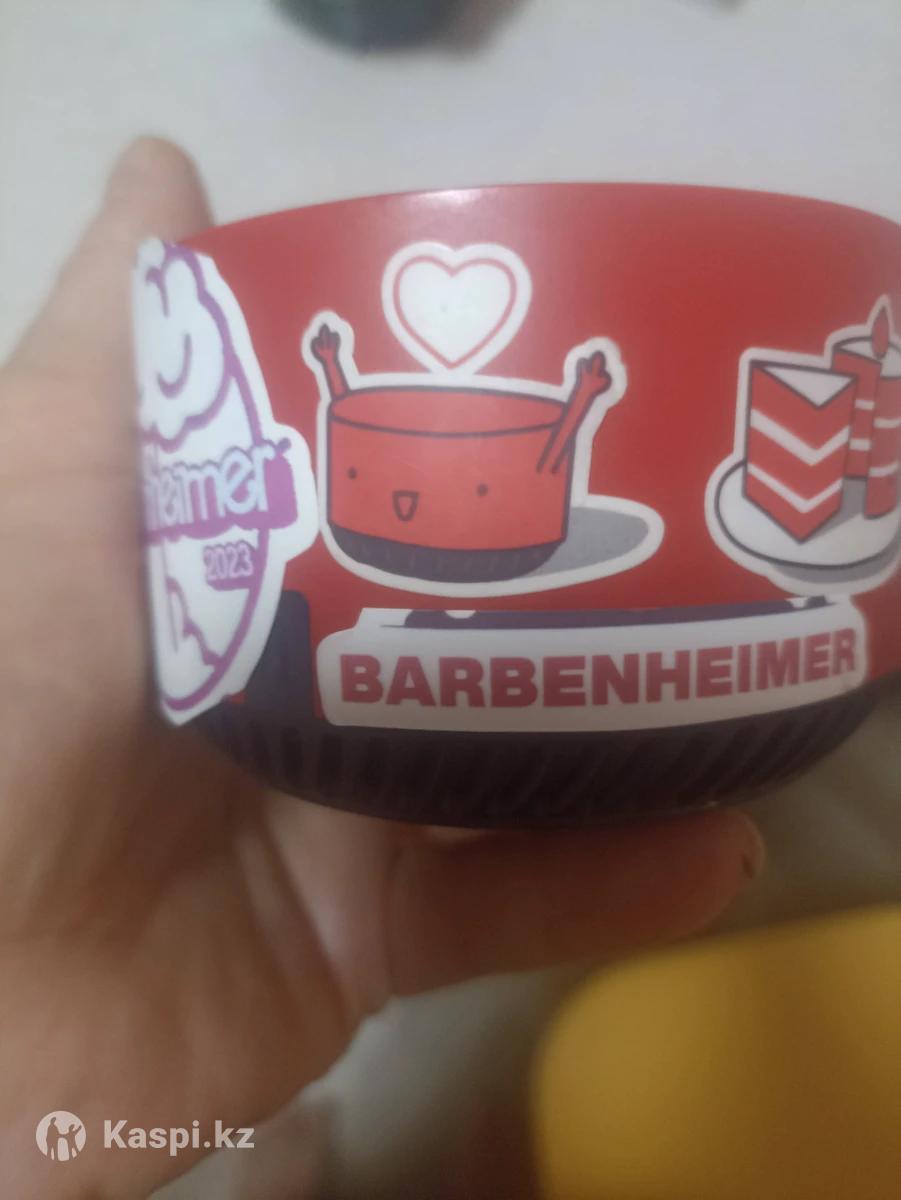 heimer
2023
BARBENHEIMER
Kaspi.kz